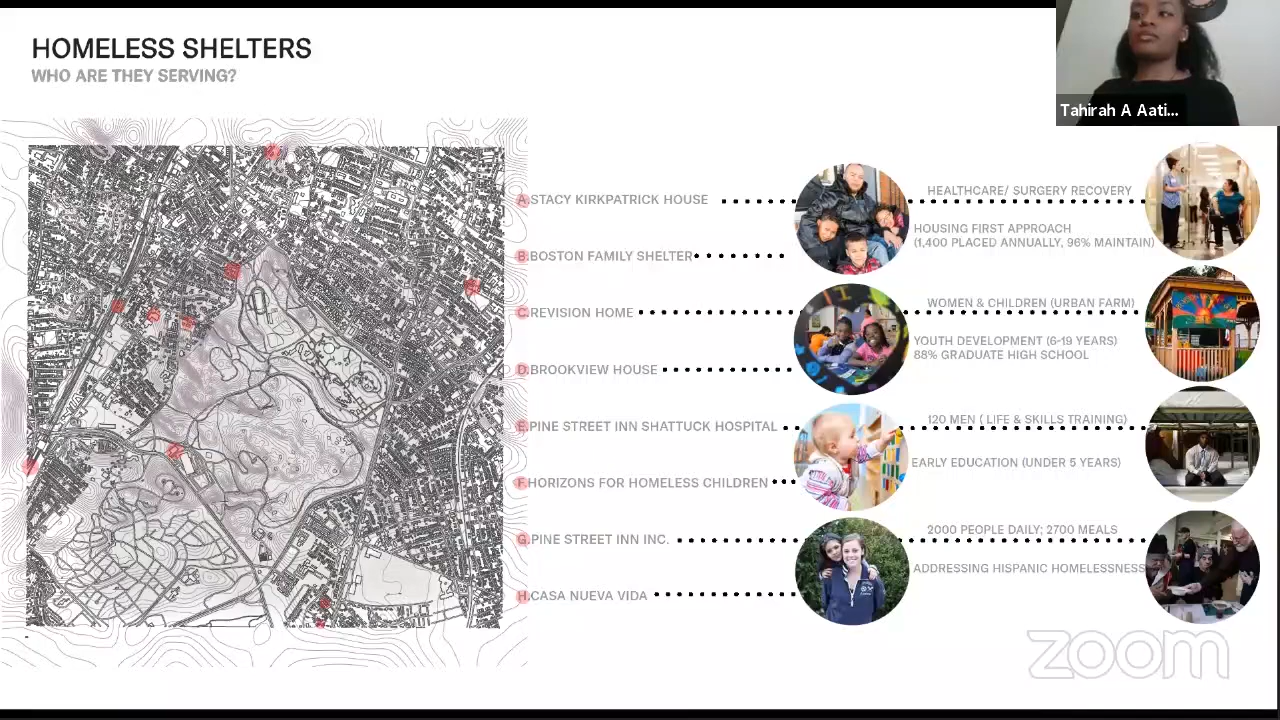 HOMELESS SHELTERS
WHO ARE THEY SERVING?
Tahirah A Aati...
A.STACY KIRKPATRICK HOUSE
HEALTHCARE/ SURGERY RECOVERY
HOUSING FIRST APPROACH
(1,400 PLACED ANNUALLY, 96% MAINTAIN)
B.BOSTON FAMILY SHELTER
C.REVISION HOME
WOMEN & CHILDREN (URBAN FARM)
YOUTH DEVELOPMENT (6-19 YEARS)
88% GRADUATE HIGH SCHOOL
D.BROOKVIEW HOUSE
E.PINE STREET INN SHATTUCK HOSPITAL
120 MEN ( LIFE & SKILLS TRAINING)
EARLY EDUCATION (UNDER 5 YEARS)
F.HORIZONS FOR HOMELESS CHILDREN
G.PINE STREET INN INC.
2000 PEOPLE DAILY; 2700 MEALS
ADDRESSING HISPANIC HOMELESSNESS
H.CASA NUEVA VIDA
zoom